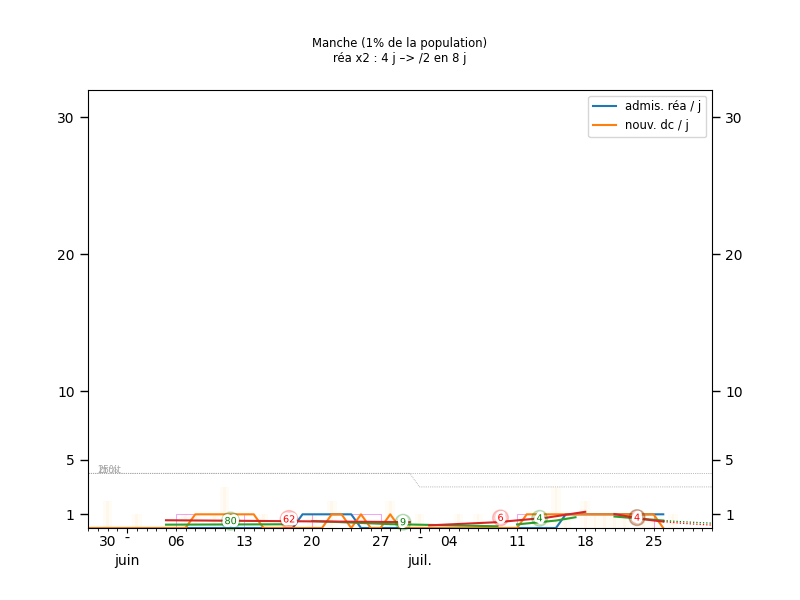 Manche (1% de la population)
réa x2 : 4 j –> /2 en 8 j
admis. réa / j
nouv. dc / j
30 30
20 20
10 10
5 5
1 1
80 62 9 6 4 4
30 - 06 13 20 27 - 04 11 18 25
juin juil.